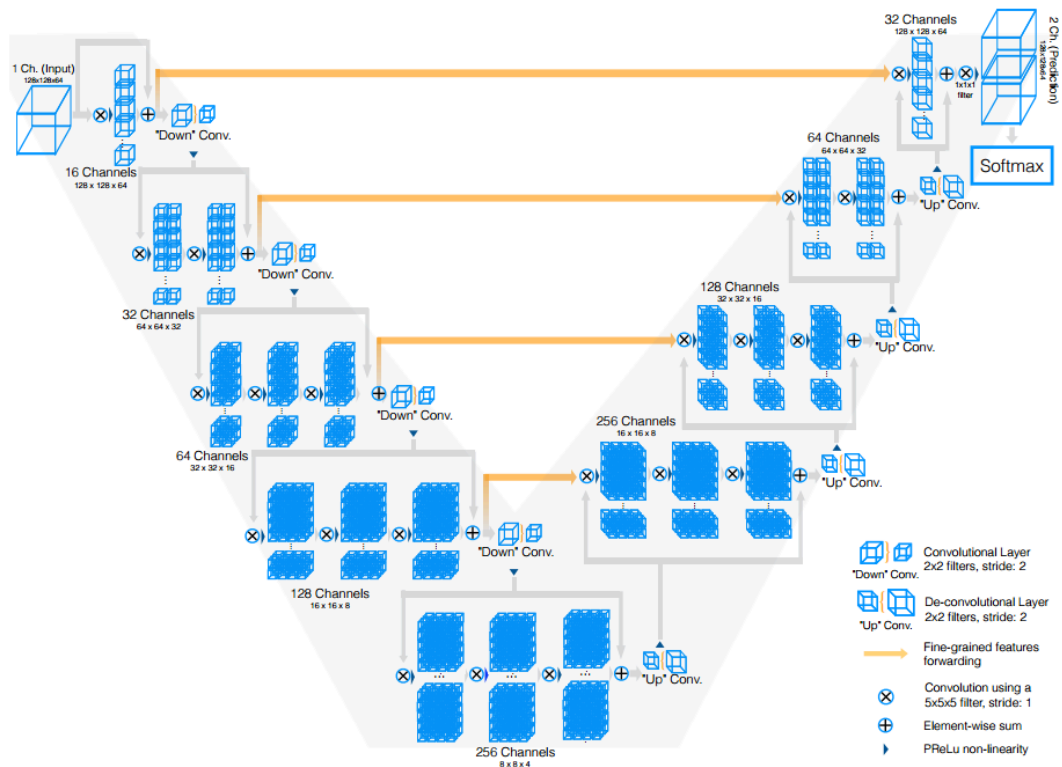 1 Ch. (Input)
128x128x64
"Down" Conv.
16 Channels
128 x 128 x 64
"Down" Conv.
32 Channels
64 x 64 x 32
"Down" Conv.
64 Channels
32 x 32 x 16
"Down" Conv.
128 Channels
16 x 16 x 8
256 Channels
8 x 8 x 4
"Up" Conv.
256 Channels
16 x 16 x 8
"Up" Conv.
128 Channels
32 x 32 x 16
"Up" Conv.
64 Channels
64 x 64 x 32
"Up" Conv.
32 Channels
128 x 128 x 64
1x1x1
filter
2 Ch. (Prediction)
128x128x64
Softmax
"Down" Conv.
Convolutional Layer
2x2 filters, stride: 2
"Up" Conv.
De-convolutional Layer
2x2 filters, stride: 2
Fine-grained features
forwarding
Convolution using a
5x5x5 filter, stride: 1
Element-wise sum
PReLu non-linearity